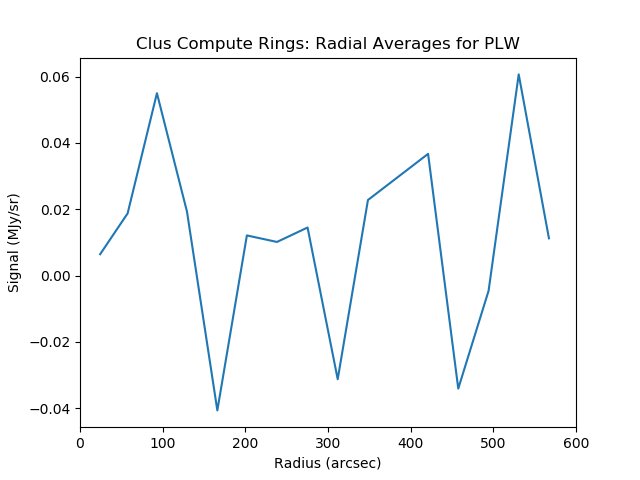 Clus Compute Rings: Radial Averages for PLW
Signal (MJy/sr)
0.06
0.04
0.02
0.00
−0.02
−0.04
0 100 200 300 400 500 600
Radius (arcsec)